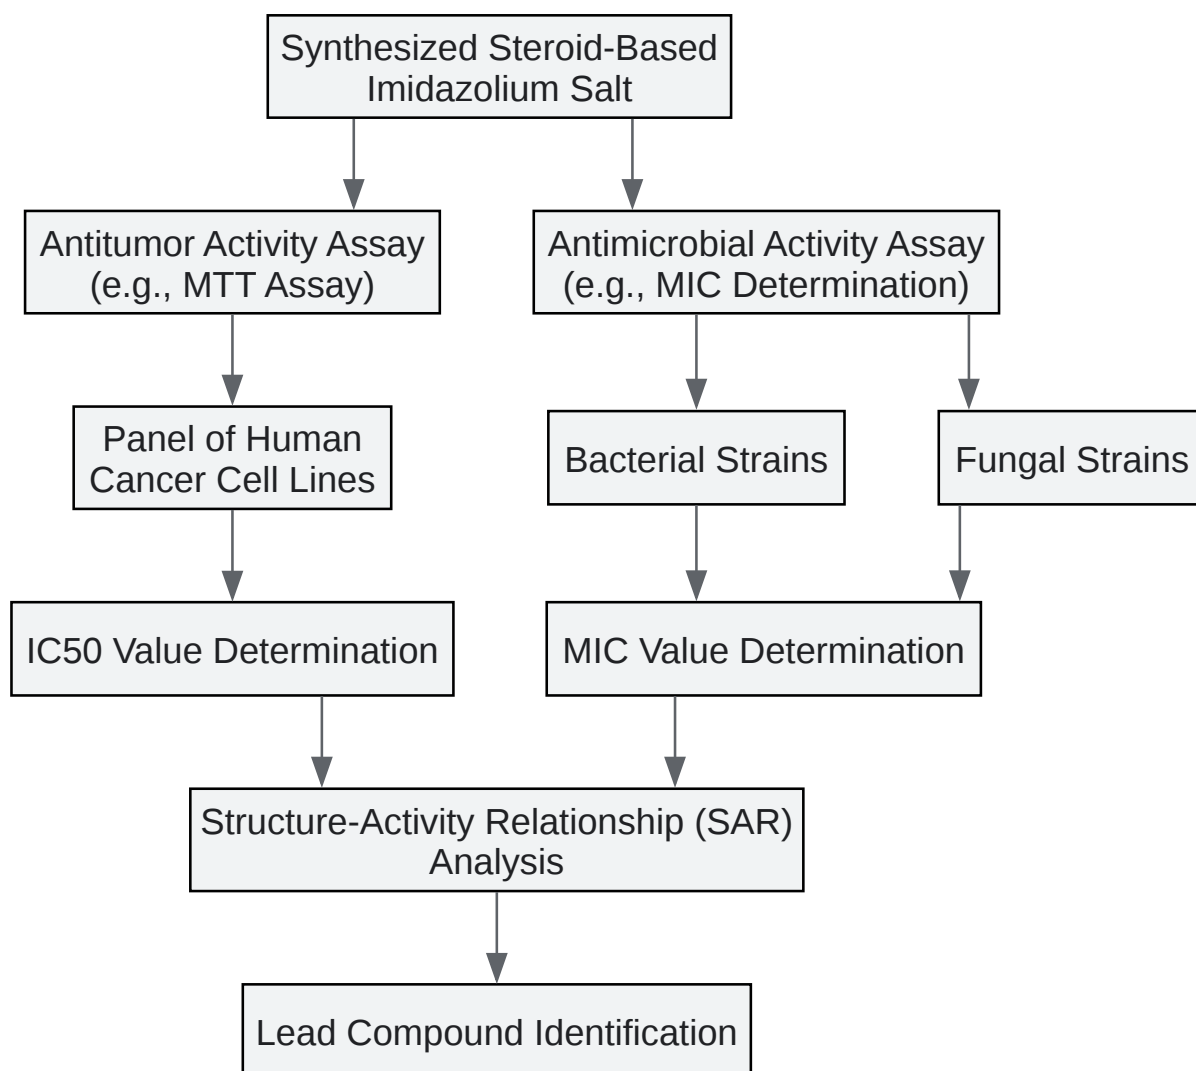 Synthesized Steroid-Based
Imidazolium Salt
Antitumor Activity Assay
(e.g., MTT Assay)
Antimicrobial Activity Assay
(e.g., MIC Determination)
Panel of Human
Cancer Cell Lines
Bacterial Strains
Fungal Strains
IC50 Value Determination
MIC Value Determination
Structure-Activity Relationship (SAR)
Analysis
Lead Compound Identification